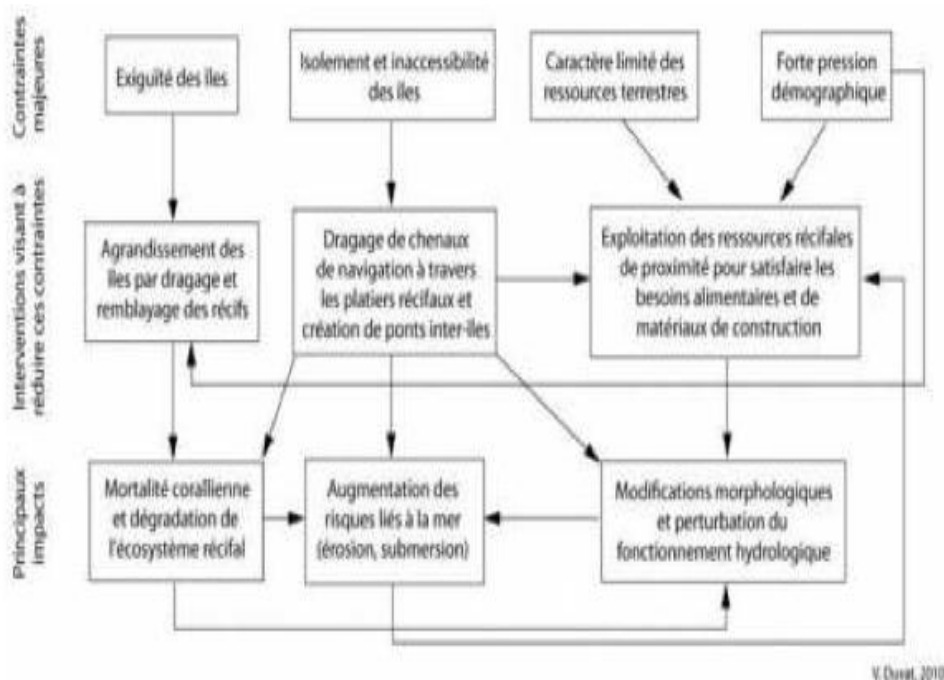 Contraintes
majeures
Exiguïté des îles
Isolement et inaccessibilité
des îles
Caractère limité des
ressources terrestres
Forte pression
démographique
Interventions visant à
réduire ces contraintes
Agrandissement des
îles par dragage et
remblayage des récifs
Dragage de chenaux
de navigation à travers
les platiers récifaux et
création de ponts inter-îles
Exploitation des ressources récifales
de proximité pour satisfaire les
besoins alimentaires et de
matériaux de construction
Principaux
impacts
Mortalité corallienne
et dégradation de
l'écosystème récifal
Augmentation des
risques liés à la mer
(érosion, submersion)
Modifications morphologiques
et perturbation du
fonctionnement hydrologique
V. Duvat, 2010